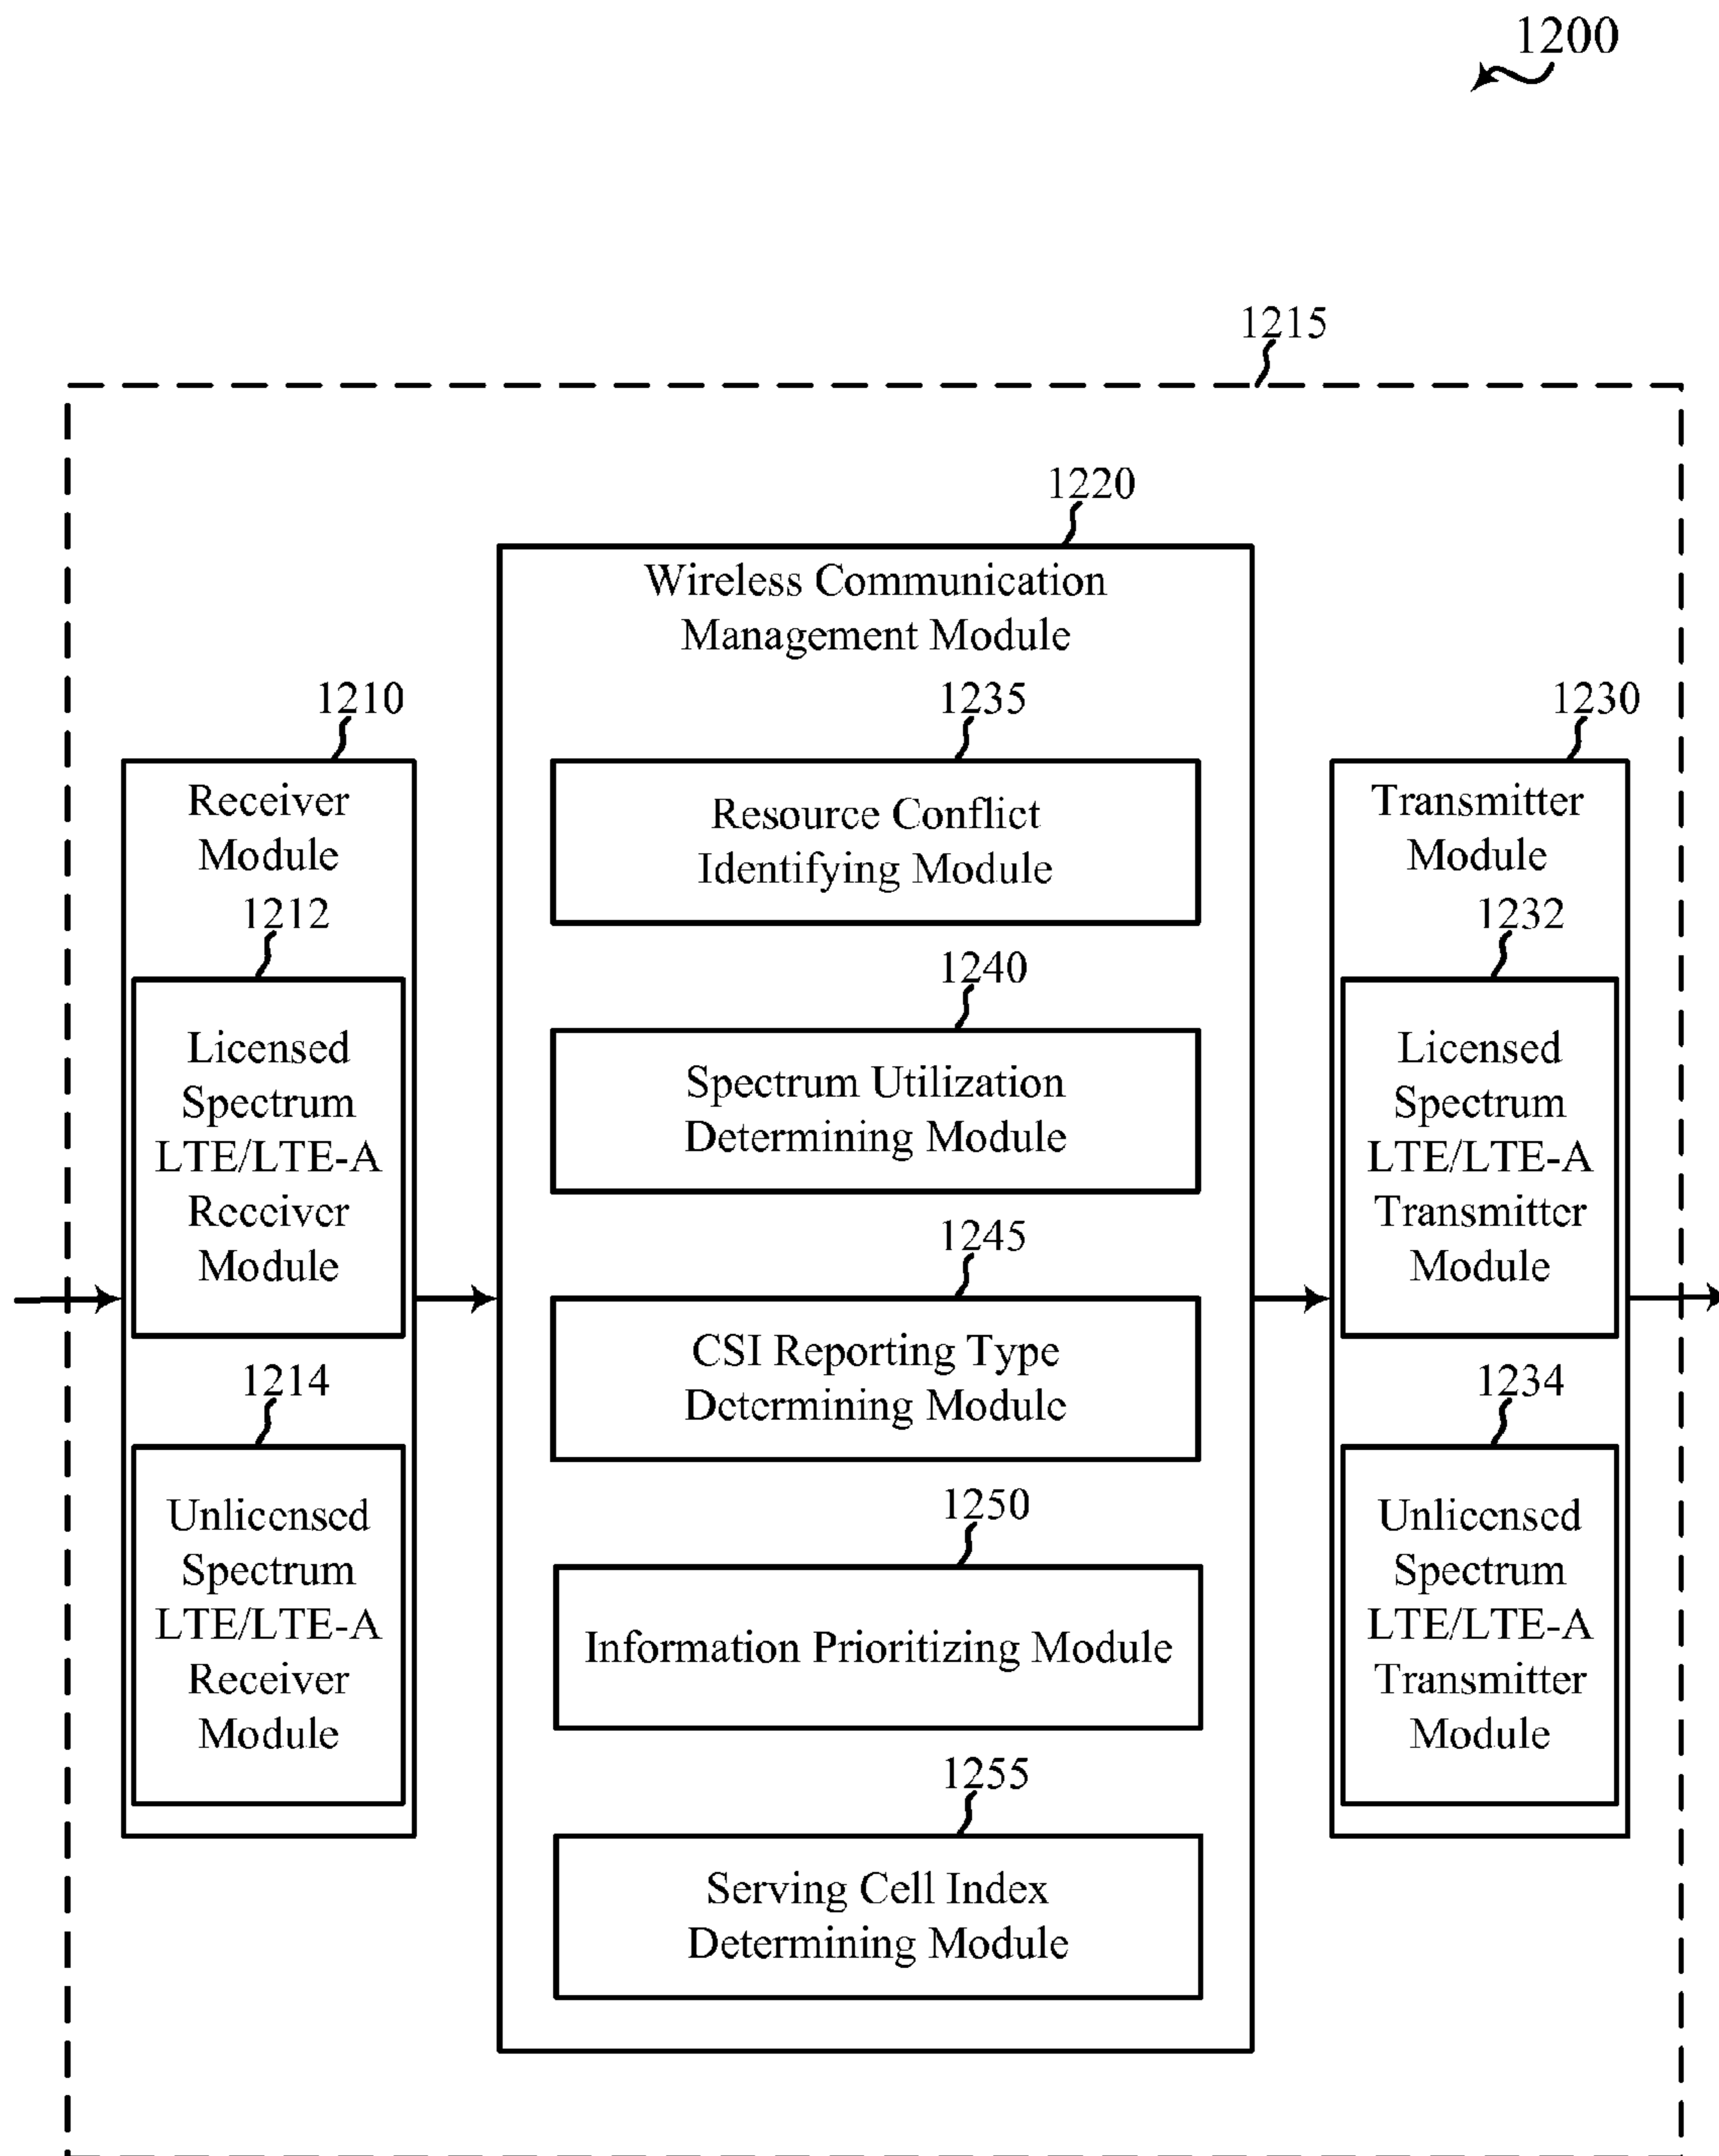 1200
1215
1220
Wireless Communication
Management Module
1210
Receiver
Module
1212
Licensed
Spectrum
LTE/LTE-A
Receiver
Module
1214
Unlicensed
Spectrum
LTE/LTE-A
Receiver
Module
1235
Resource Conflict
Identifying Module
1240
Spectrum Utilization
Determining Module
1245
CSI Reporting Type
Determining Module
1250
Information Prioritizing Module
1255
Serving Cell Index
Determining Module
1230
Transmitter
Module
1232
Licensed
Spectrum
LTE/LTE-A
Transmitter
Module
1234
Unlicensed
Spectrum
LTE/LTE-A
Transmitter
Module